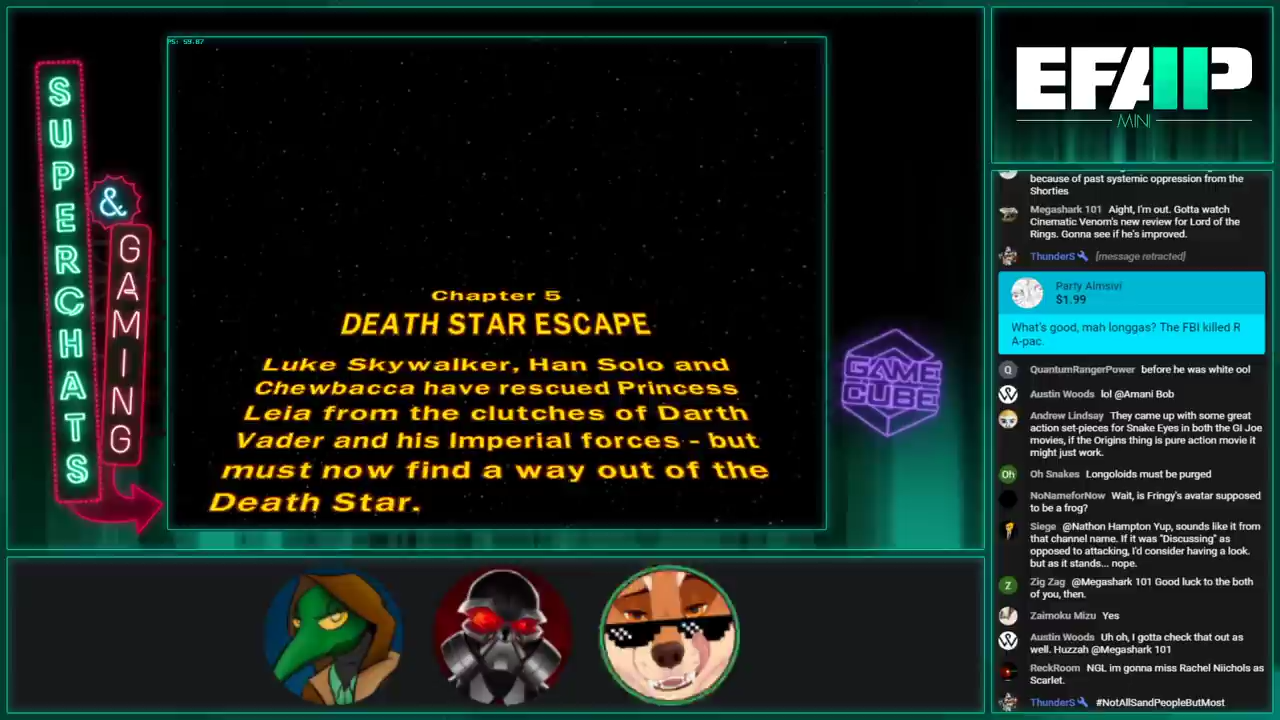 PS: 59.87
SUPERCHATS
&
GAMING
Chapter 5
DEATH STAR ESCAPE
Luke Skywalker, Han Solo and
Chewbacca have rescued Princess
Leia from the clutches of Darth
Vader and his Imperial forces - but
must now find a way out of the
Death Star.
GAME
CUBE
EFAP
MINI
because of past systemic oppression from the
Shorties
Megashark 101 Aight, I'm out. Gotta watch
Cinematic Venom's new review for Lord of the
Rings. Gonna see if he's improved.
ThunderS [message retracted]
Party Almsivi
$1.99
What's good, mah longgas? The FBI killed R
A-pac.
Q QuantumRangerPower before he was white ool
Austin Woods lol @Amani Bob
Andrew Lindsay They came up with some great
action set-pieces for Snake Eyes in both the GI Joe
movies, if the Origins thing is pure action movie it
might just work.
Oh Oh Snakes Longoloids must be purged
NoNameforNow Wait, is Fringy's avatar supposed
to be a frog?
Siege @Nathon Hampton Yup, sounds like it from
that channel name. If it was "Discussing" as
opposed to attacking, I'd consider having a look.
but as it stands... nope.
Z Zig Zag @Megashark 101 Good luck to the both
of you, then.
Zaimoku Mizu Yes
Austin Woods Uh oh, I gotta check that out as
well. Huzzah @Megashark 101
ReckRoom NGL im gonna miss Rachel Niichols as
Scarlet.
ThunderS #NotAllSandPeopleButMost